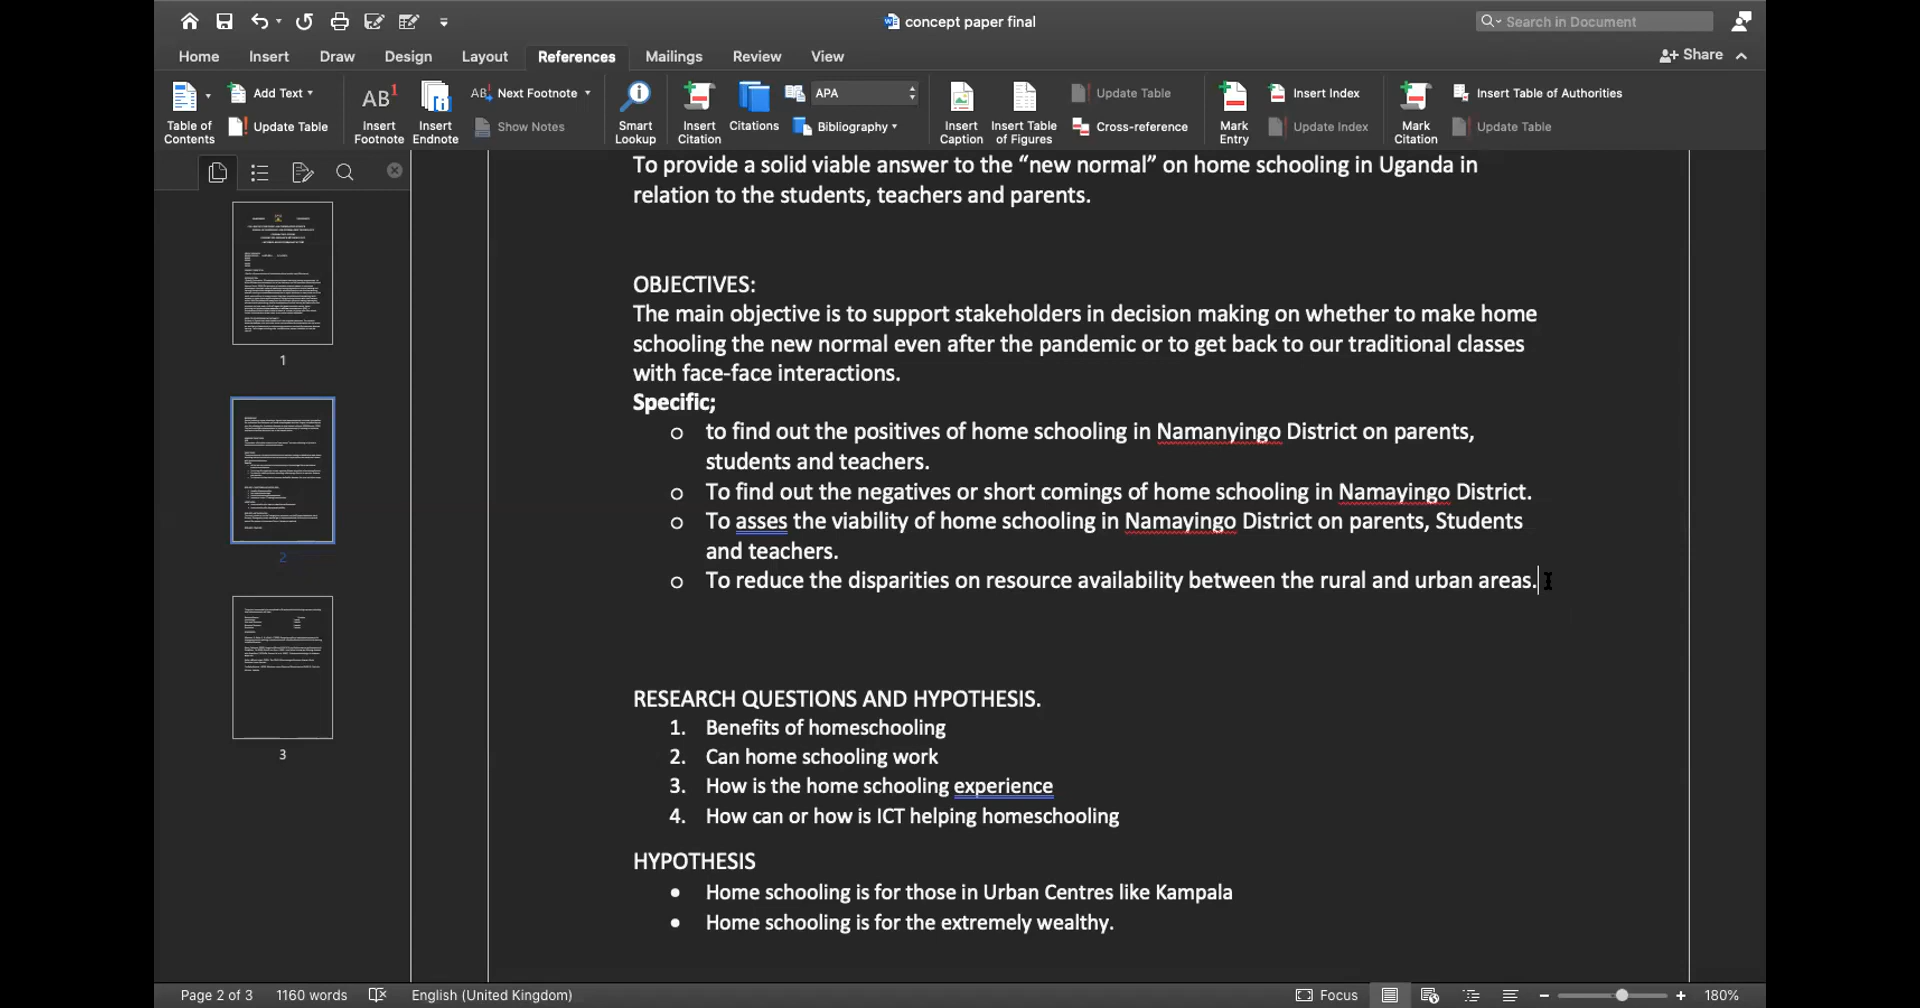 concept paper final
Search in Document
Home Insert Draw Design Layout References Mailings Review View
Share
Table of Contents
Add Text
Update Table
AB1
Insert Footnote
Insert Endnote
AB1 Next Footnote
Show Notes
Smart Lookup
Insert Citation
Citations
APA
Bibliography
Insert Caption
Insert Table of Figures
Update Table
Cross-reference
Mark Entry
Insert Index
Update Index
Mark Citation
Insert Table of Authorities
Update Table
1
2
3
To provide a solid viable answer to the “new normal” on home schooling in Uganda in
relation to the students, teachers and parents.
OBJECTIVES:
The main objective is to support stakeholders in decision making on whether to make home
schooling the new normal even after the pandemic or to get back to our traditional classes
with face-face interactions.
Specific;
o to find out the positives of home schooling in Namanyingo District on parents,
students and teachers.
o To find out the negatives or short comings of home schooling in Namayingo District.
o To asses the viability of home schooling in Namayingo District on parents, Students
and teachers.
o To reduce the disparities on resource availability between the rural and urban areas.
RESEARCH QUESTIONS AND HYPOTHESIS.
1. Benefits of homeschooling
2. Can home schooling work
3. How is the home schooling experience
4. How can or how is ICT helping homeschooling
HYPOTHESIS
• Home schooling is for those in Urban Centres like Kampala
• Home schooling is for the extremely wealthy.
Page 2 of 3 1160 words English (United Kingdom) Focus 180%